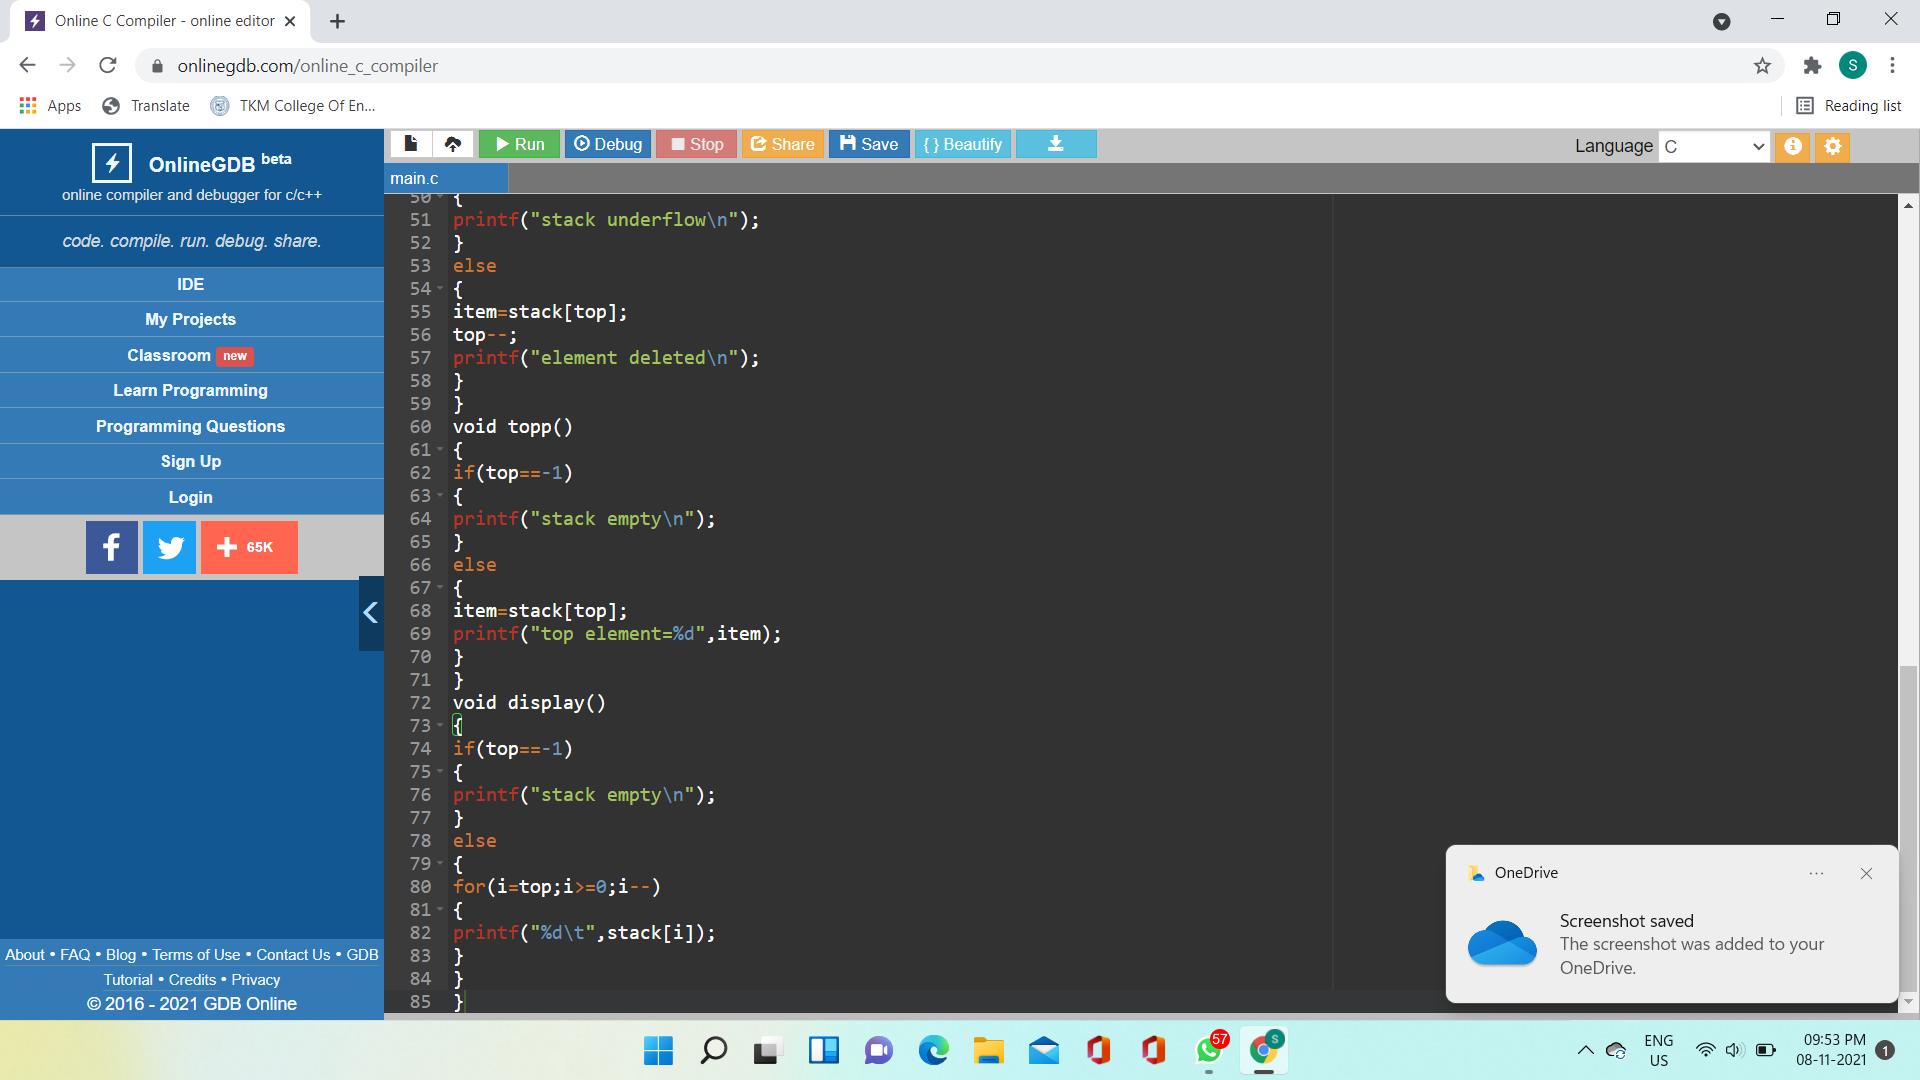 Online C Compiler - online editor
onlinegdb.com/online_c_compiler
S
Apps
Translate
TKM College Of En...
Reading list
OnlineGDB beta
online compiler and debugger for c/c++
code. compile. run. debug. share.
IDE
My Projects
Classroom new
Learn Programming
Programming Questions
Sign Up
Login
65K
About • FAQ • Blog • Terms of Use • Contact Us • GDB
Tutorial • Credits • Privacy
© 2016 - 2021 GDB Online
Run
Debug
Stop
Share
Save
{ } Beautify
Language C
main.c
50 {
51 printf("stack underflow\n");
52 }
53 else
54 {
55 item=stack[top];
56 top--;
57 printf("element deleted\n");
58 }
59 }
60 void topp()
61 {
62 if(top==-1)
63 {
64 printf("stack empty\n");
65 }
66 else
67 {
68 item=stack[top];
69 printf("top element=%d",item);
70 }
71 }
72 void display()
73 {
74 if(top==-1)
75 {
76 printf("stack empty\n");
77 }
78 else
79 {
80 for(i=top;i>=0;i--)
81 {
82 printf("%d\t",stack[i]);
83 }
84 }
85 }
OneDrive
Screenshot saved
The screenshot was added to your
OneDrive.
57
S
ENG
US
09:53 PM
08-11-2021
1